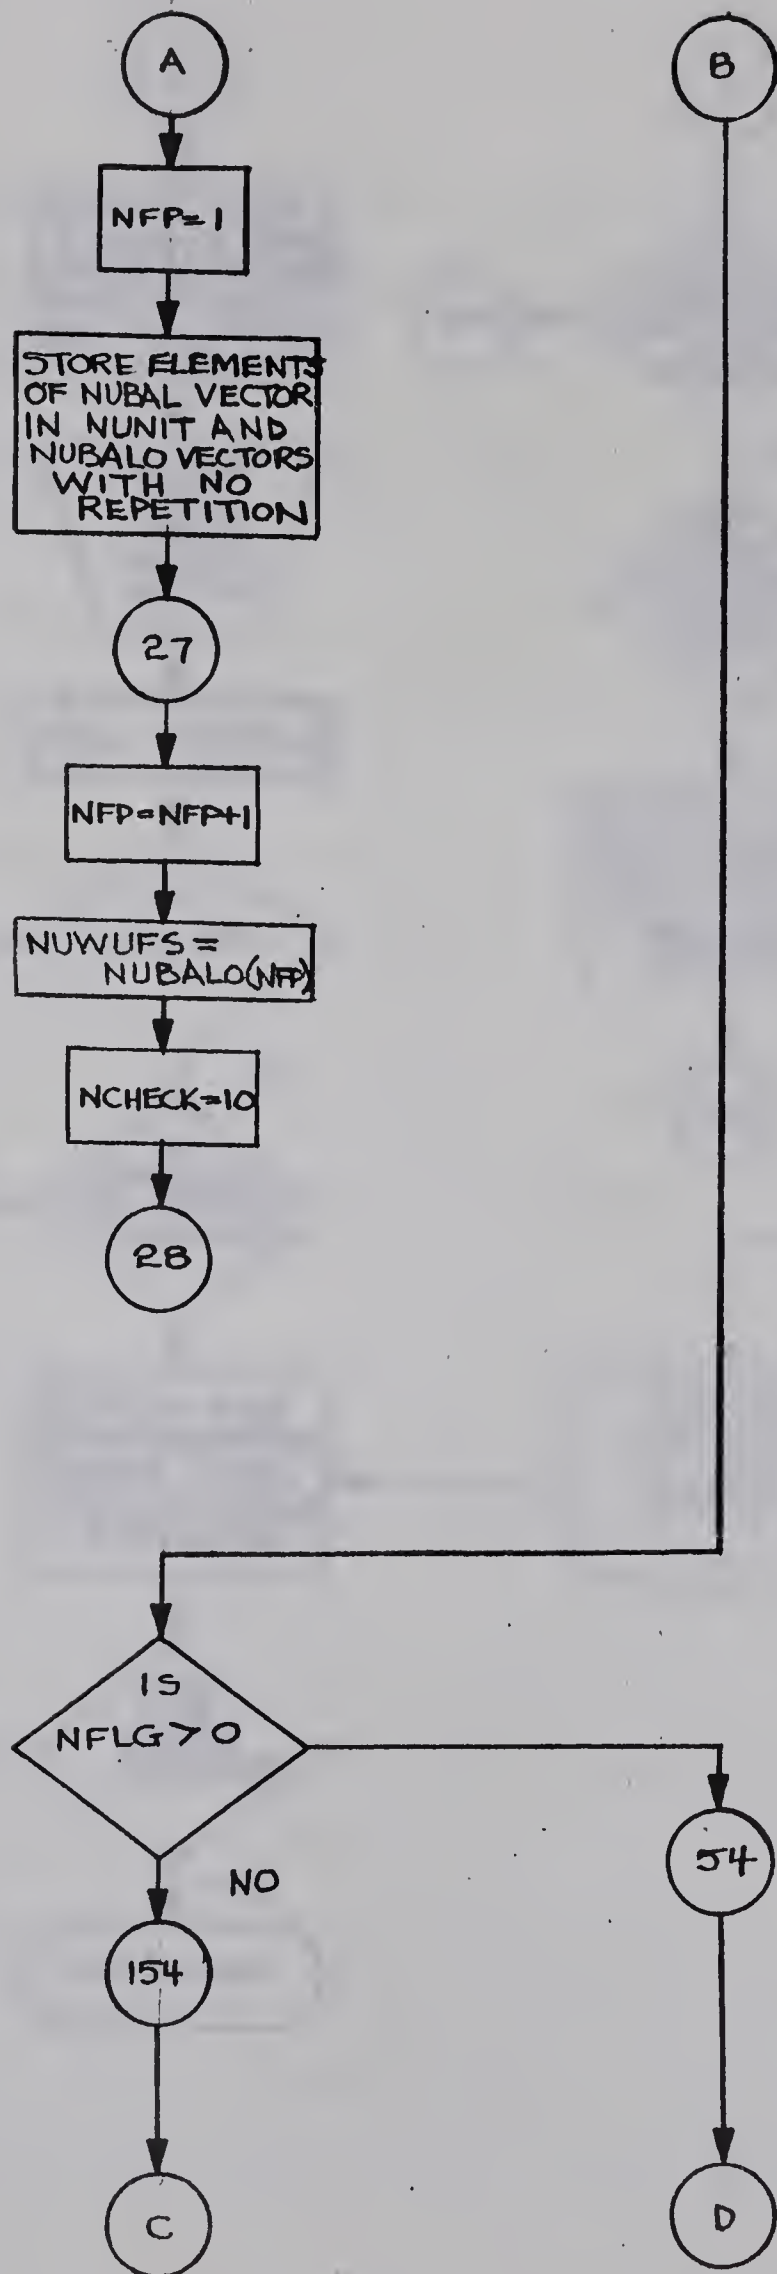 A
B
NFP=1
STORE ELEMENTS
OF NUBAL VECTOR
IN NUNIT AND
NUBALO VECTORS
WITH NO
REPETITION
27
NFP=NFP+1
NUWUFS =
NUBALO(NFP)
NCHECK=10
28
IS
NFLG > 0
NO
54
154
C
D